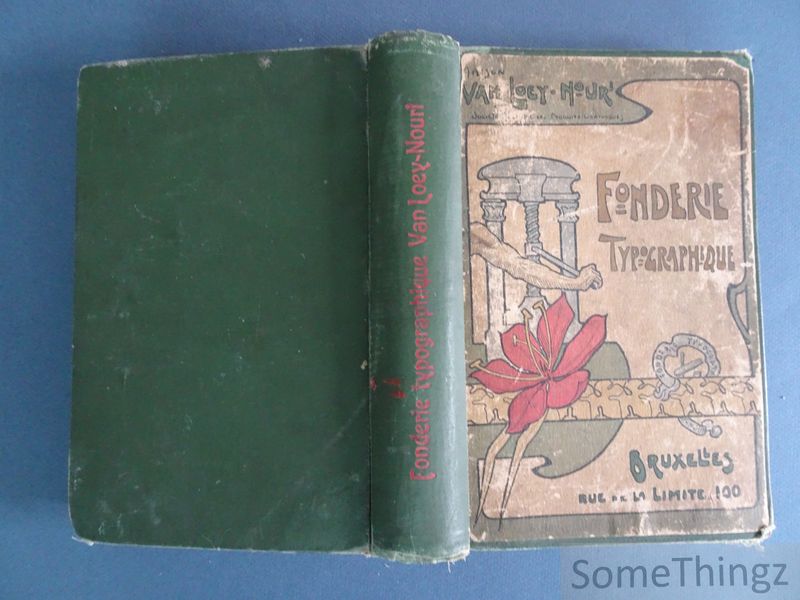 Fonderie typographique Van Loey-Nouri
VAN LOEY-NOURI
FONDERIE
TYPOGRAPHIQUE
BRUXELLES
RUE DE LA LIMITE. 100
SomeThingz